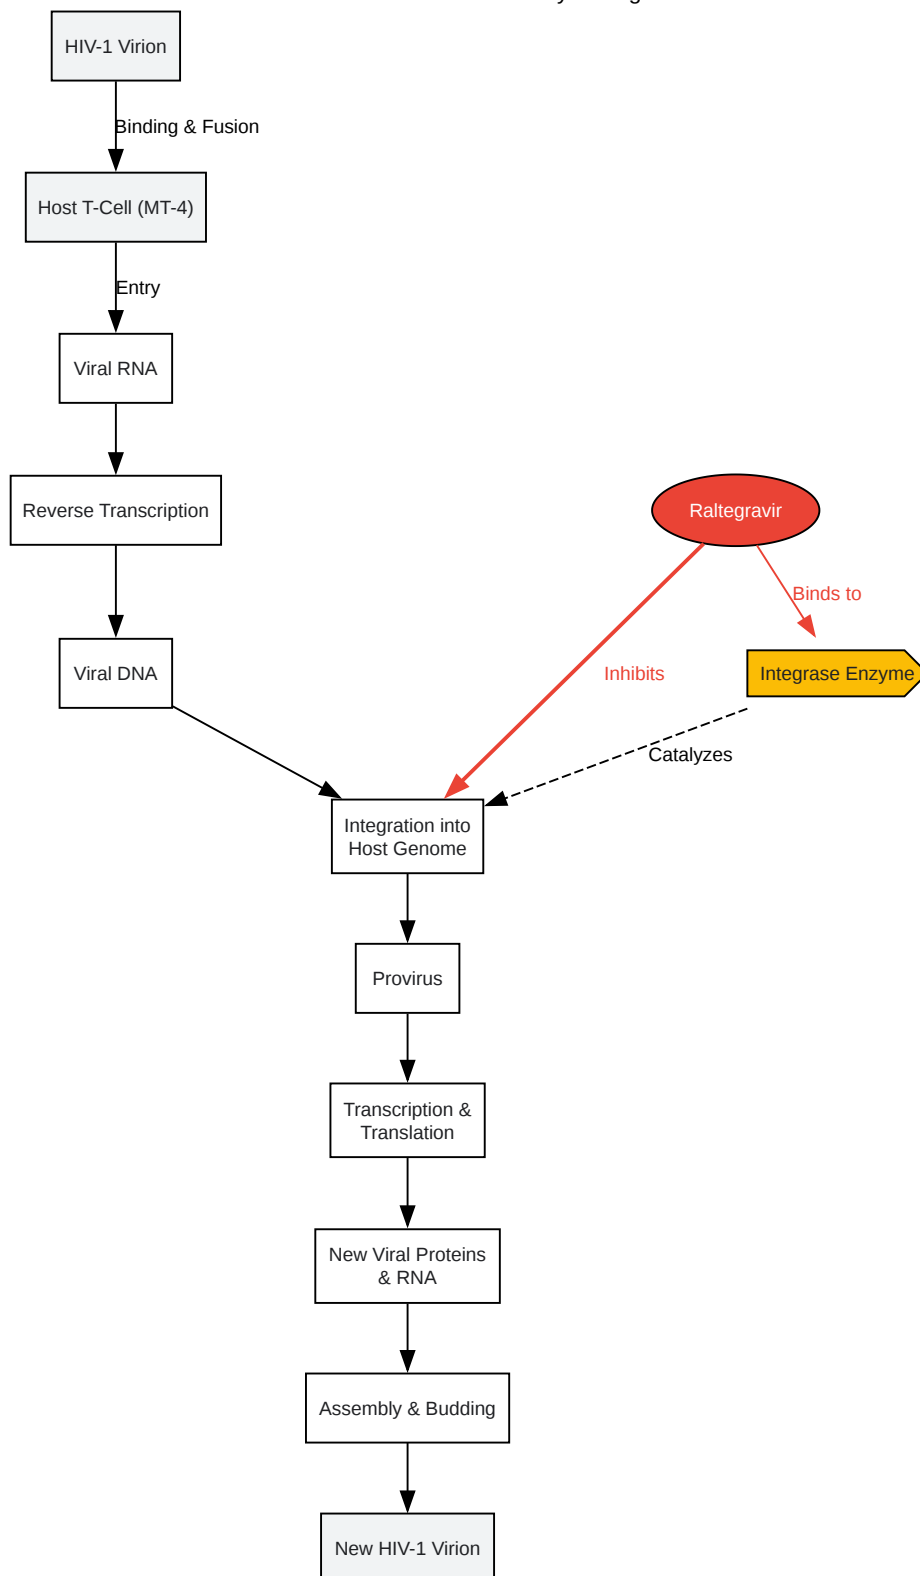 HIV-1 Virion
Binding & Fusion
Host T-Cell (MT-4)
Entry
Viral RNA
Reverse Transcription
Raltegravir
Binds to
Viral DNA
Inhibits
Integrase Enzyme
Catalyzes
Integration into
Host Genome
Provirus
Transcription &
Translation
New Viral Proteins
& RNA
Assembly & Budding
New HIV-1 Virion